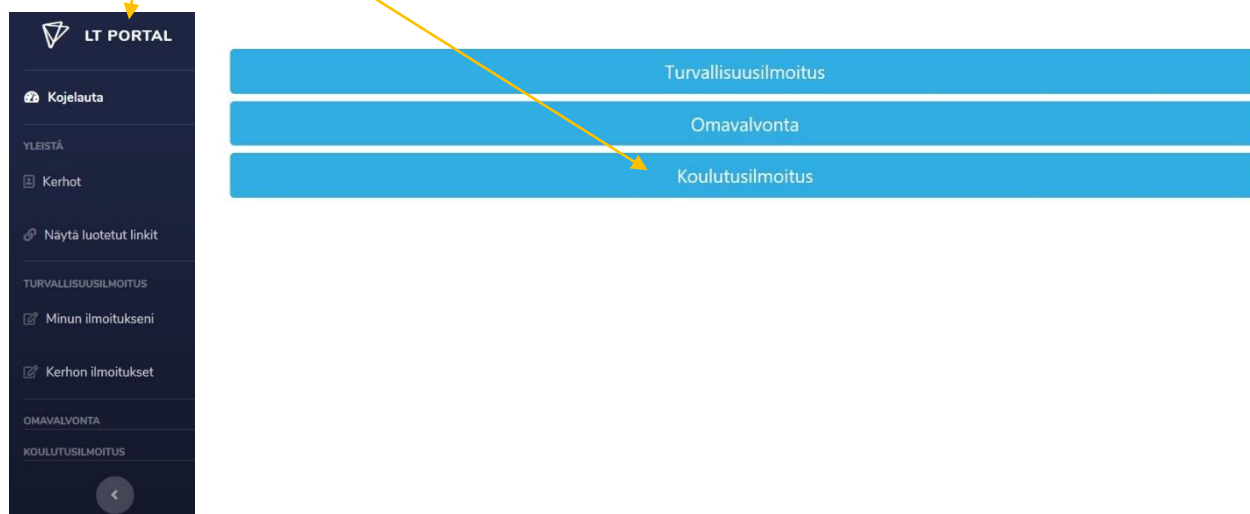 LT PORTAL
Kojelauta
YLEISTÄ
Kerhot
Näytä luotetut linkit
TURVALLISUUSILMOITUS
Minun ilmoitukseni
Kerhon ilmoitukset
OMAVALVONTA
KOULUTUSILMOITUS
Turvallisuusilmoitus
Omavalvonta
Koulutusilmoitus